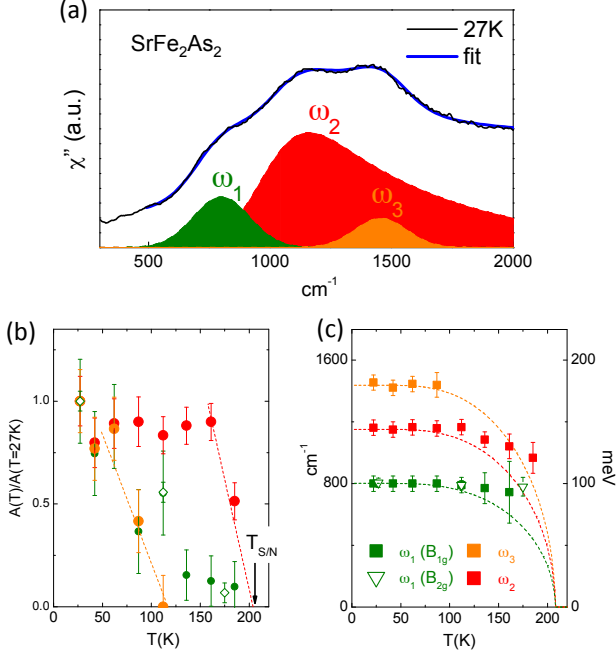 (a)
SrFe₂As₂
27K
fit
χ'' (a.u.)
ω₁
ω₂
ω₃
500 1000 1500 2000
cm⁻¹
(b)
A(T)/A(T=27K)
1.0
0.5
0.0
T_S/N
0 50 100 150 200
T(K)
(c)
cm⁻¹
1400
800
0
200
100
0
meV
ω₁ (B₁g)
ω₃
ω₁ (B₂g)
ω₂
0 50 100 150 200
T(K)